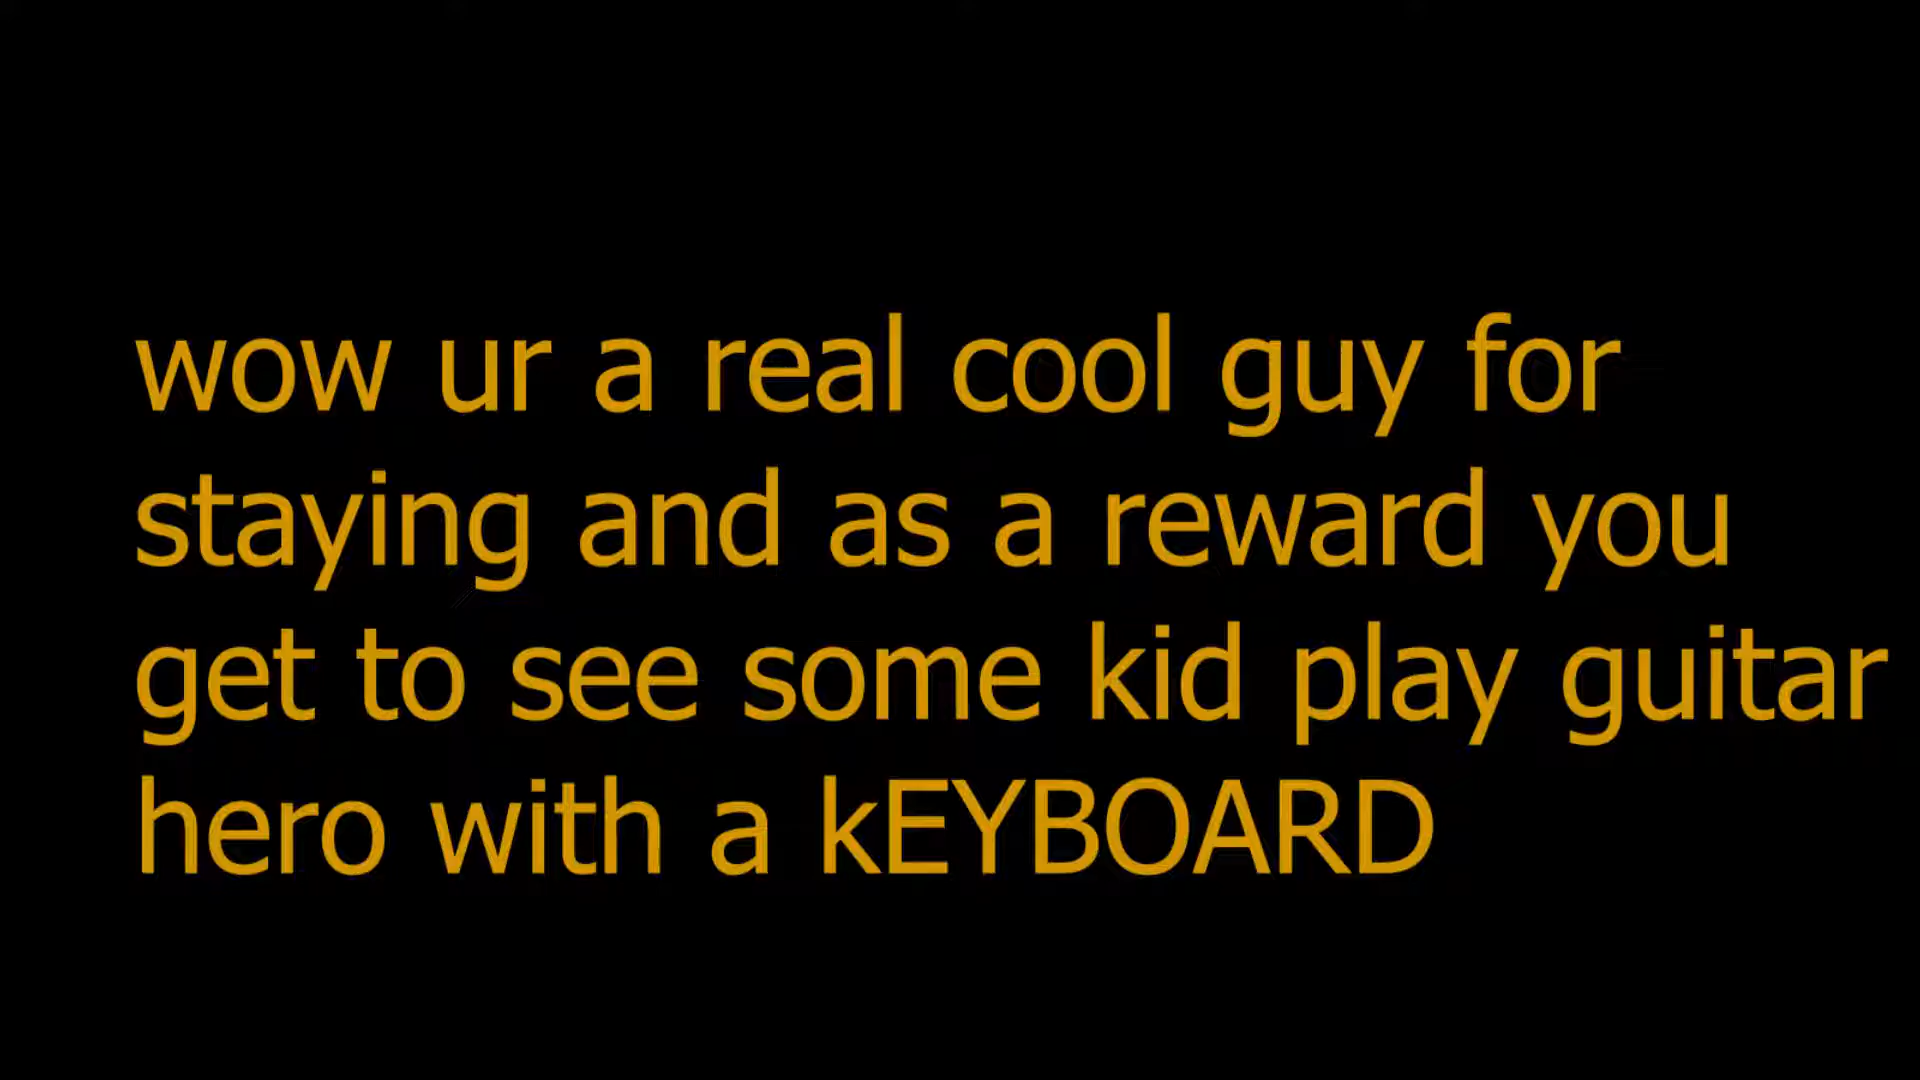 wow ur a real cool guy for
staying and as a reward you
get to see some kid play guitar
hero with a kEYBOARD